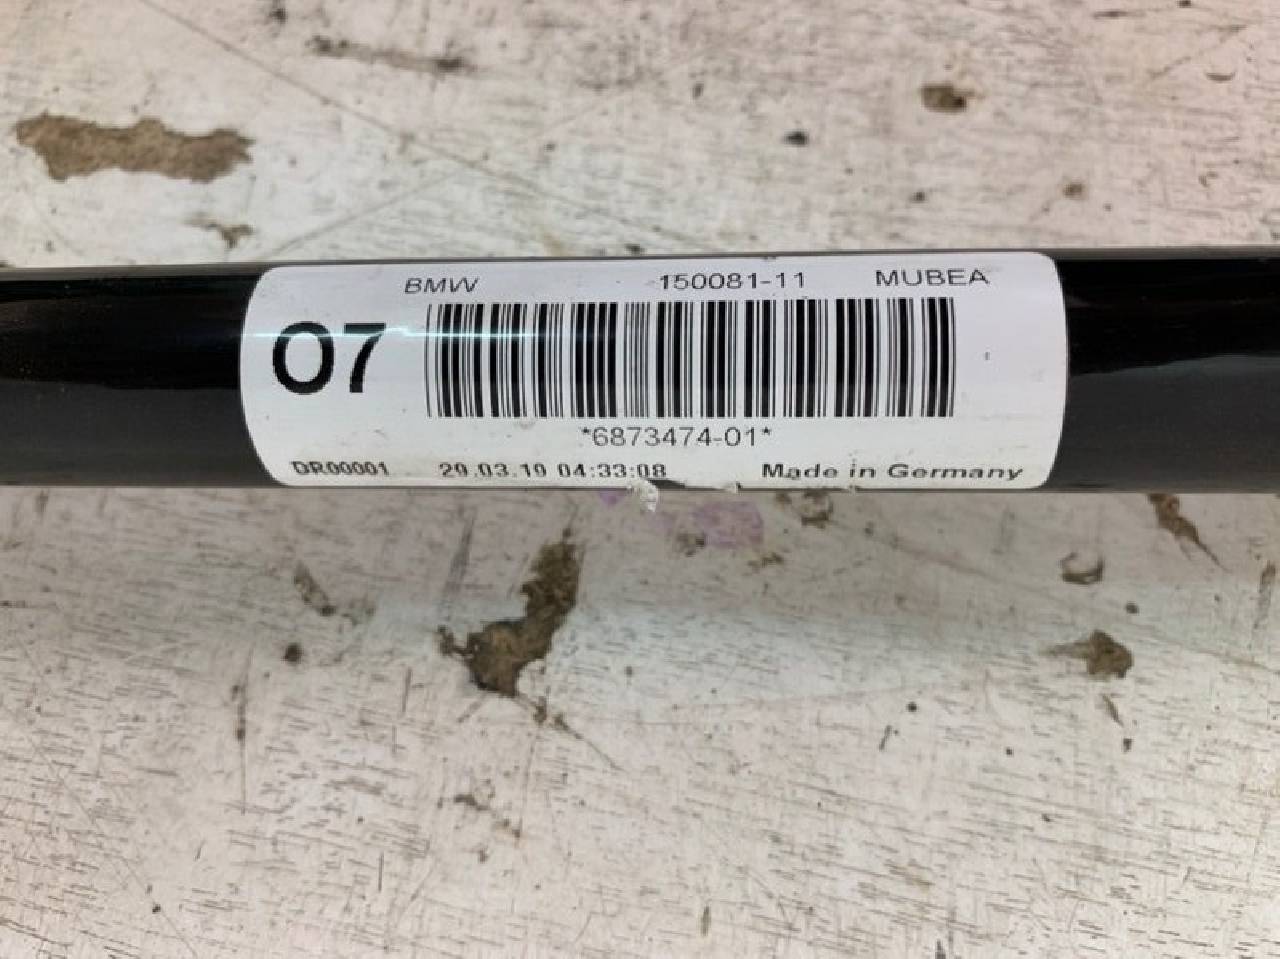 BMW 150081-11 MUBEA
07
*6873474-01*
DR00001 29.03.19 04:33:08 Made in Germany